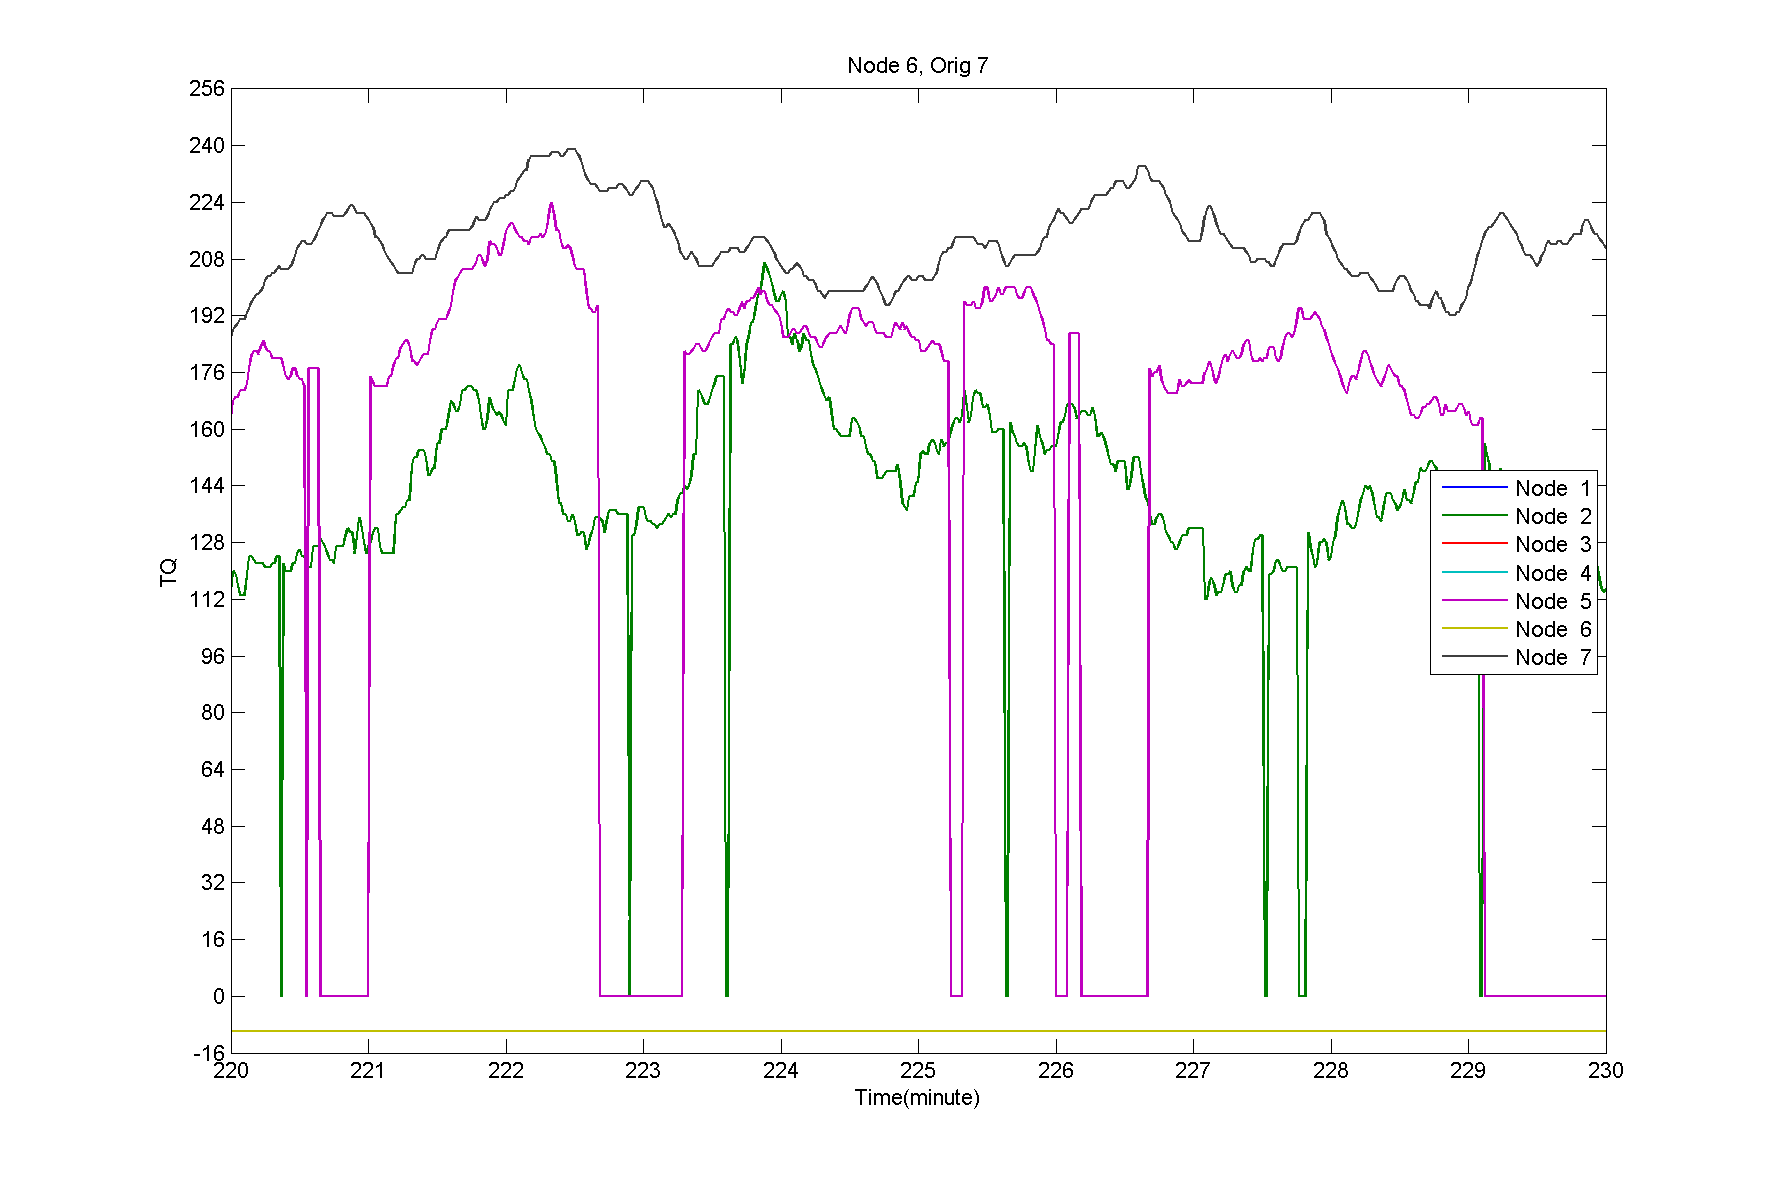 Node 6, Orig 7
256
240
224
208
192
176
160
144
128
112
96
80
64
48
32
16
0
-16
TQ
Node 1
Node 2
Node 3
Node 4
Node 5
Node 6
Node 7
220 221 222 223 224 225 226 227 228 229 230
Time(minute)